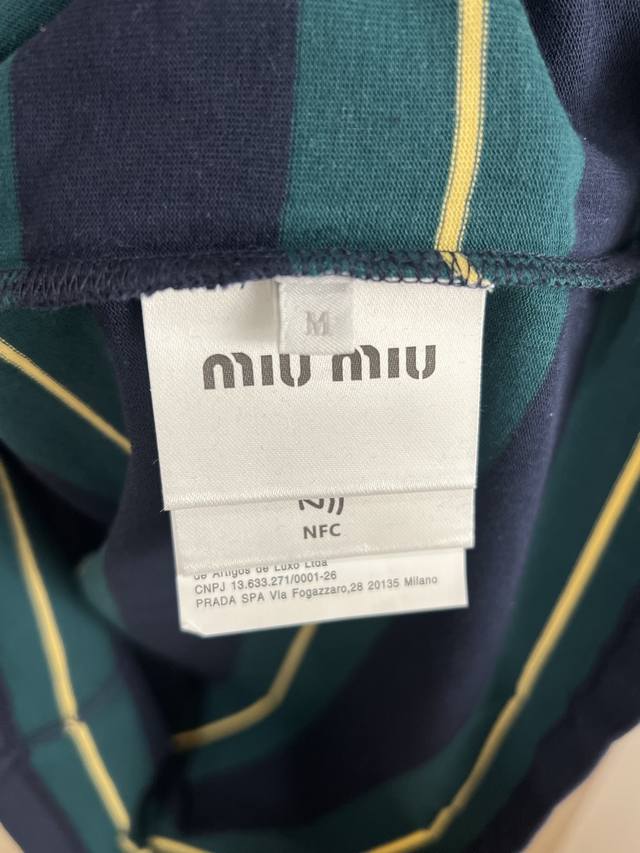 M
miu miu
NFC
de Artigos de Luxo Ltda
CNPJ 13.633.271/0001-26
PRADA SPA Via Fogazzaro,28 20135 Milano